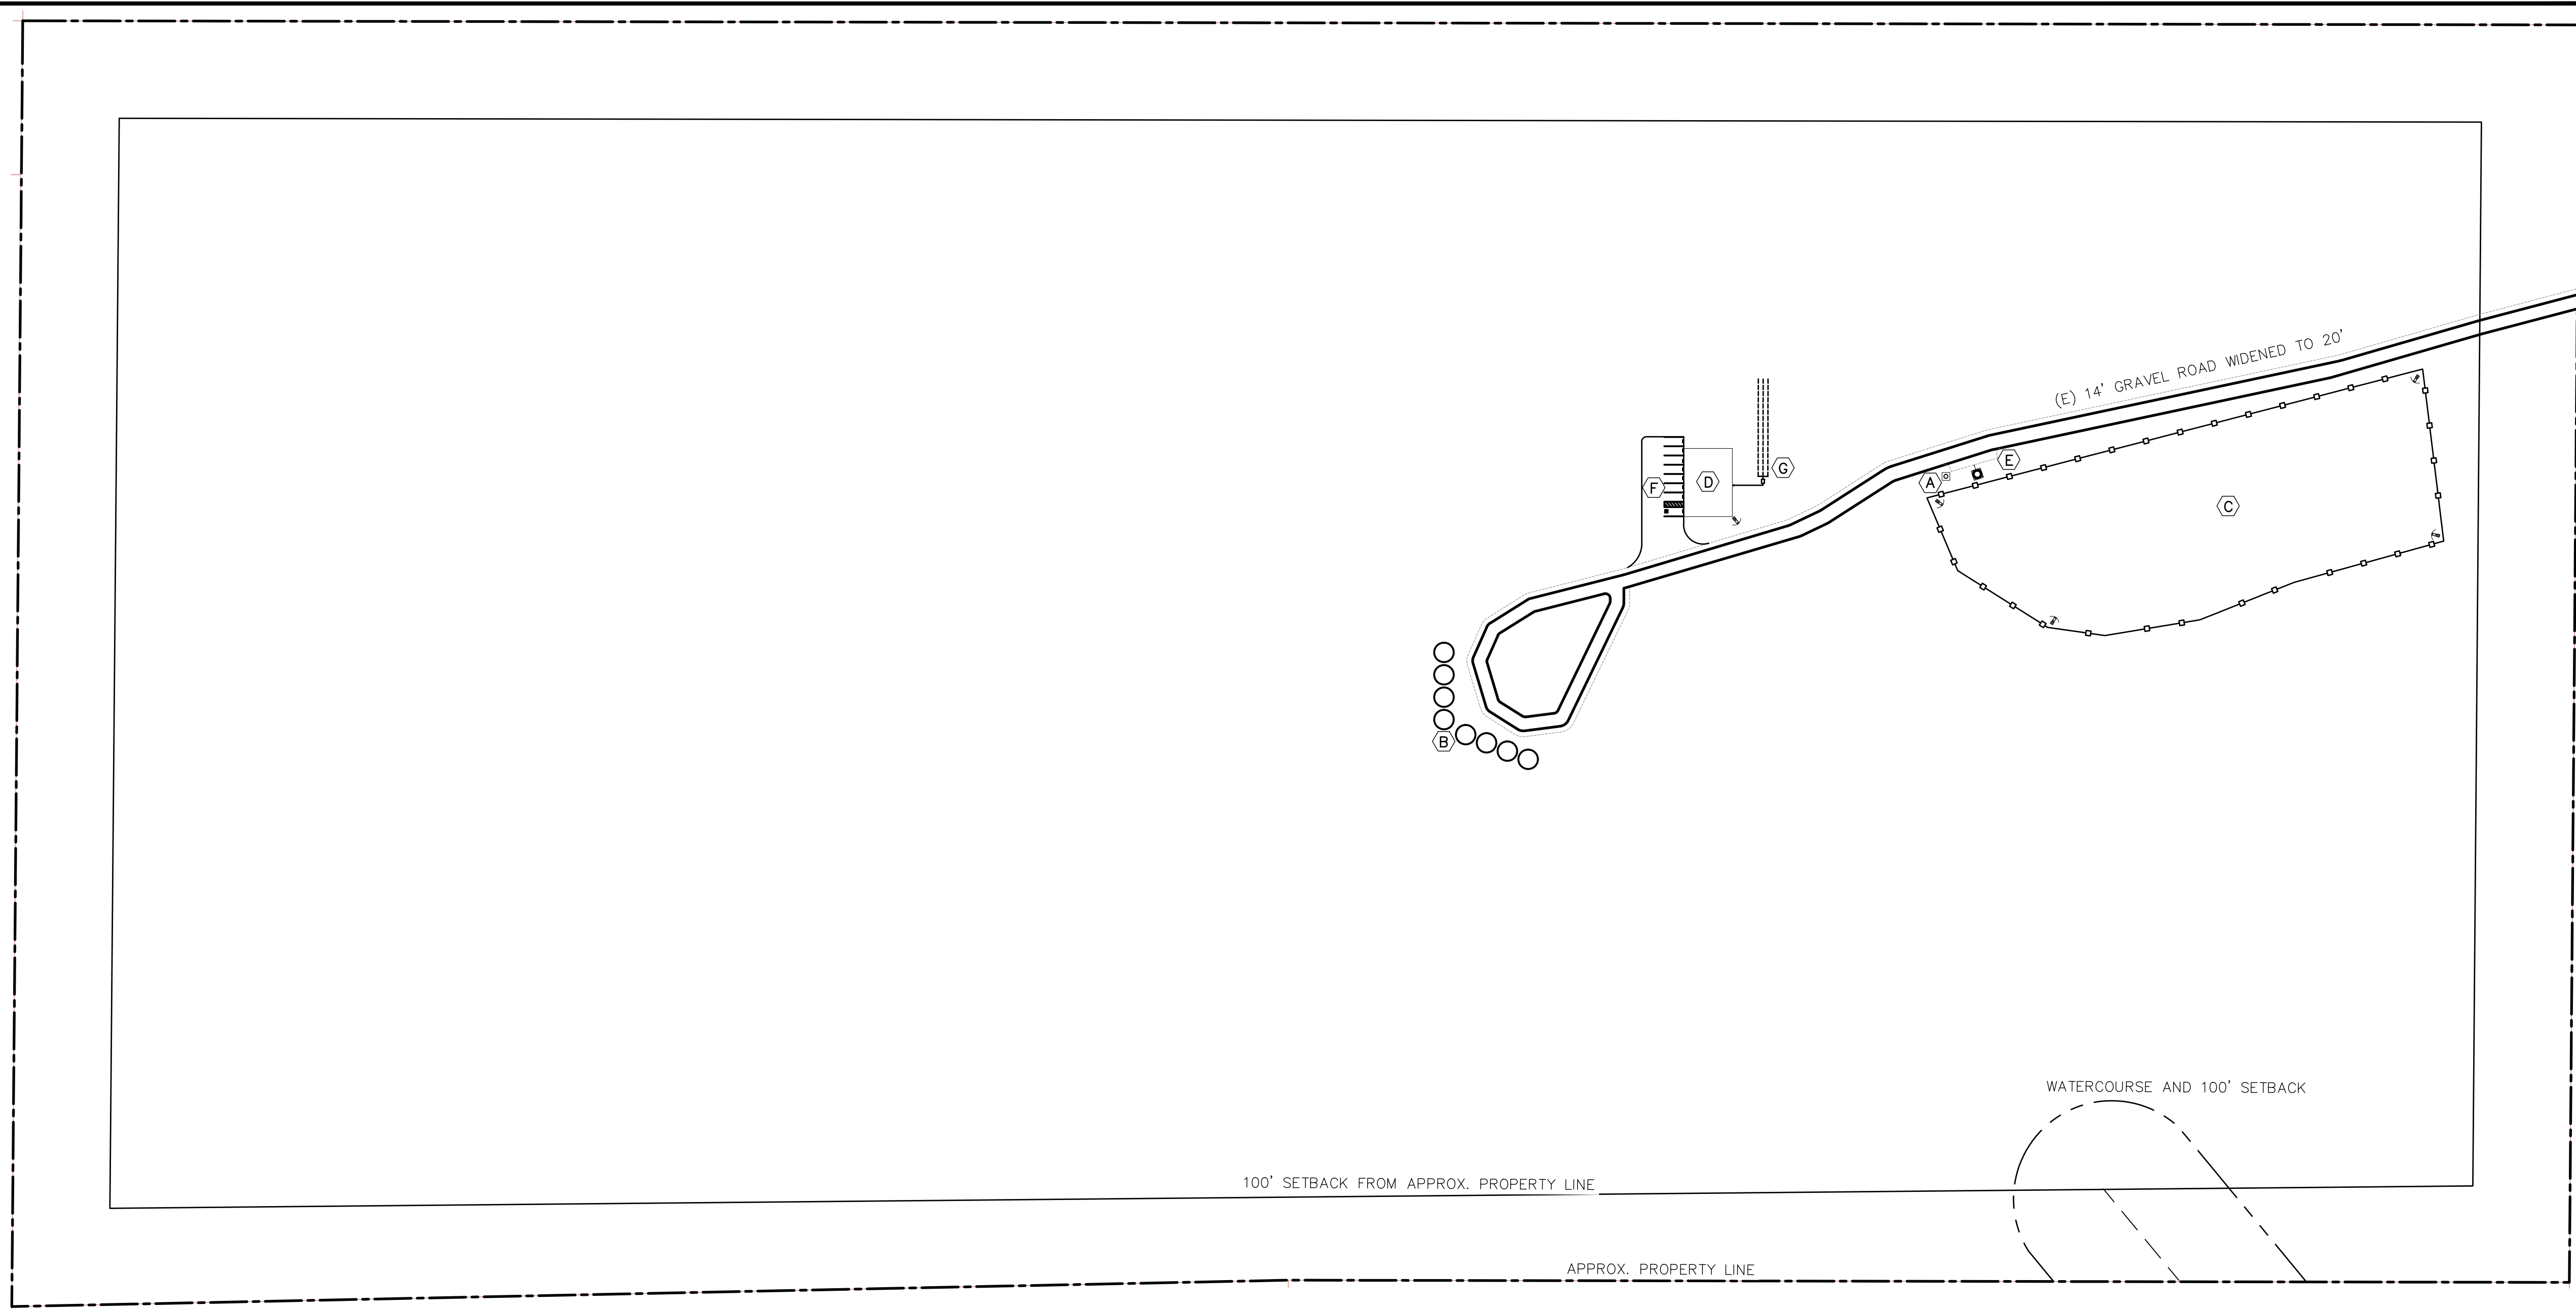 (E) 14' GRAVEL ROAD WIDENED TO 20'
G
E
F
D
A
C
B
WATERCOURSE AND 100' SETBACK
100' SETBACK FROM APPROX. PROPERTY LINE
APPROX. PROPERTY LINE